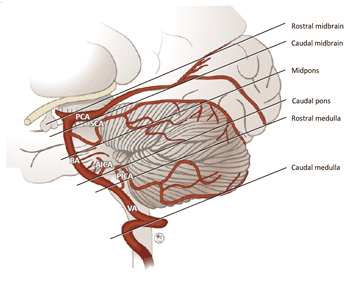 Rostral midbrain
Caudal midbrain
Midpons
Caudal pons
Rostral medulla
Caudal medulla
PCA
SCA
BA
AICA
PICA
VA